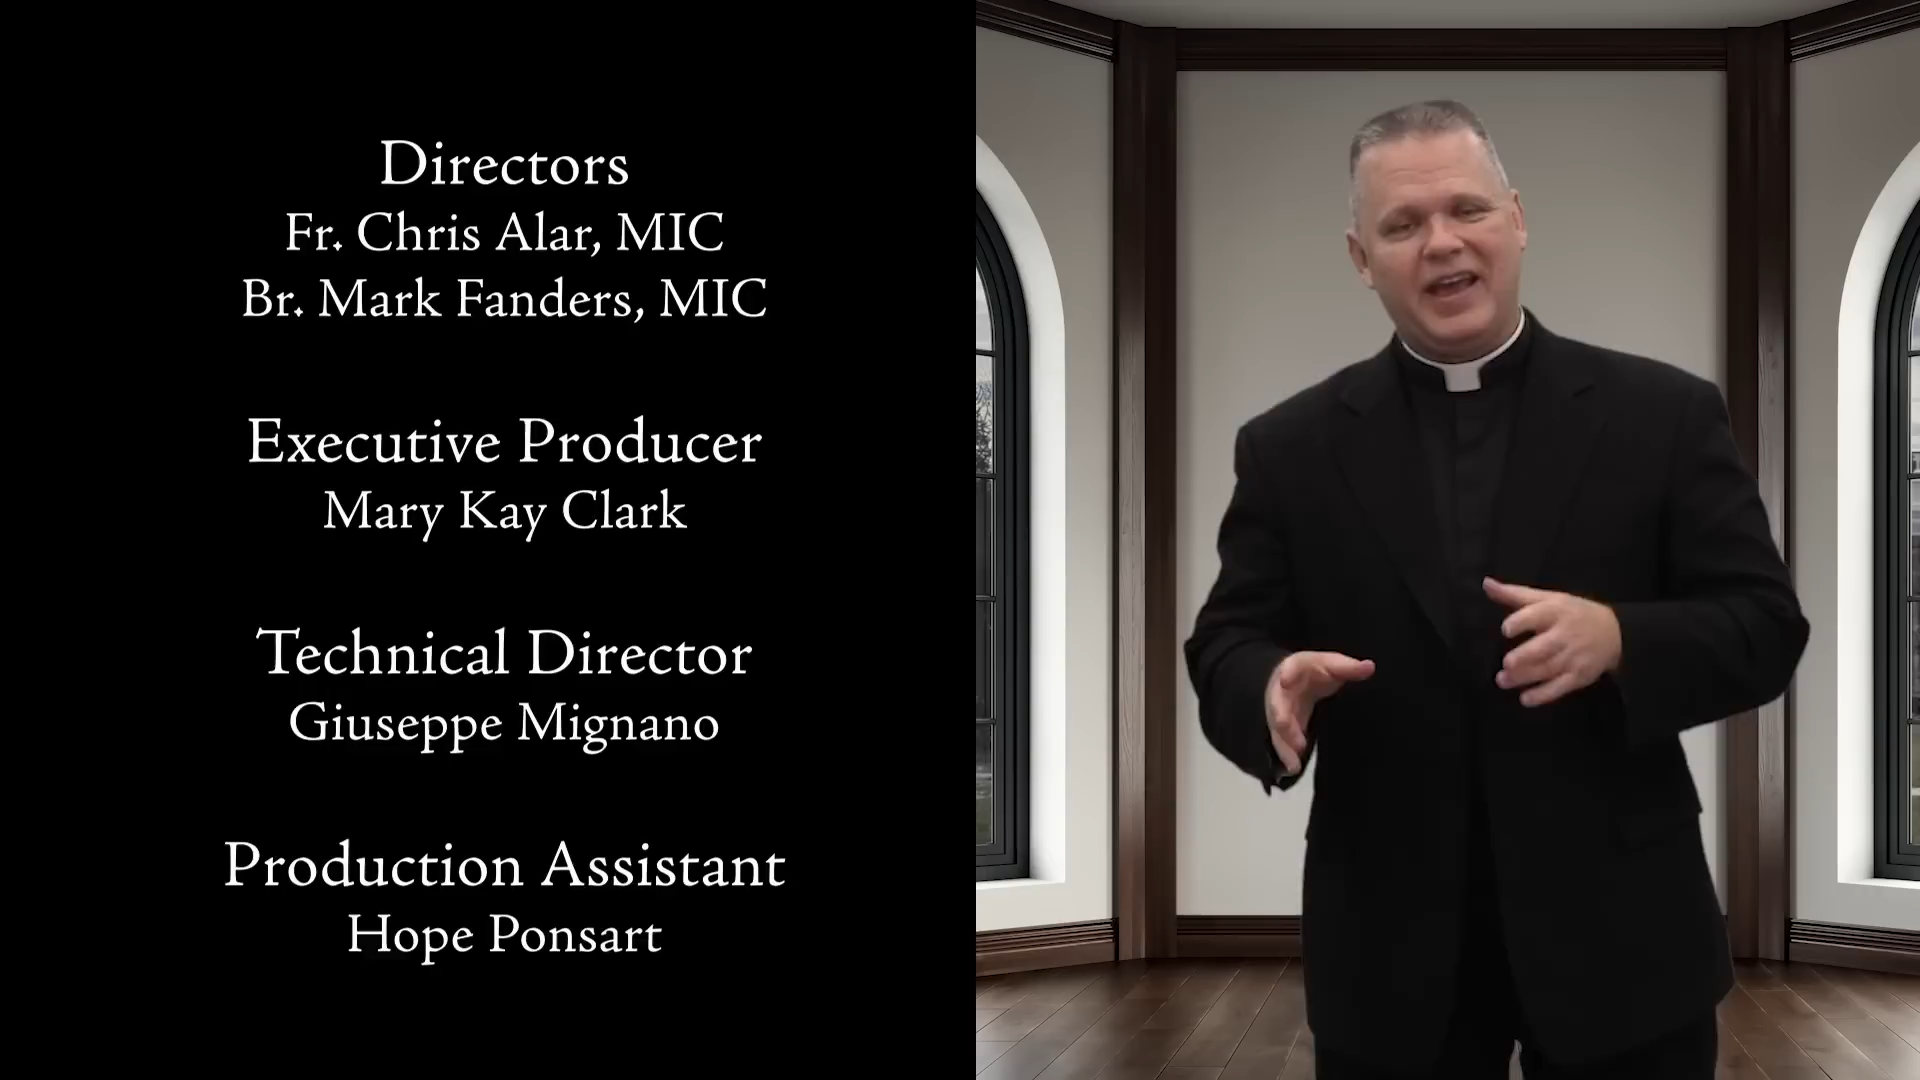 Directors
Fr. Chris Alar, MIC
Br. Mark Fanders, MIC
Executive Producer
Mary Kay Clark
Technical Director
Giuseppe Mignano
Production Assistant
Hope Ponsart